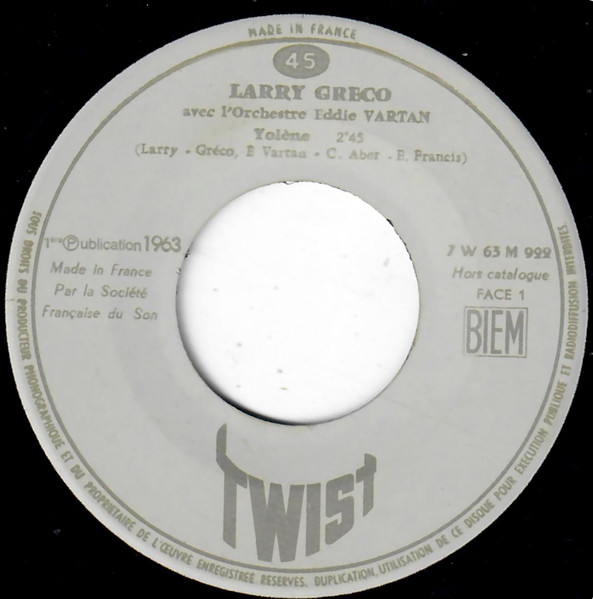 MADE IN FRANCE
45
LARRY GRECO
avec l'Orchestre Eddie VARTAN
Yolène 2'45
(Larry - Gréco, E Vartan - C. Aber - E. Francis)
1ère Ⓟublication 1963
Made in France
Par la Société
Française du Son
7 W 63 M 999
Hors catalogue
FACE 1
BIEM
TWIST
SOUS DROITS DU PRODUCTEUR PHONOGRAPHIQUE ET DU PROPRIETAIRE DE L'ŒUVRE ENREGISTREE RESERVES. DUPLICATION, UTILISATION DE CE DISQUE POUR EXECUTION PUBLIQUE ET RADIODIFFUSION INTERDITES.